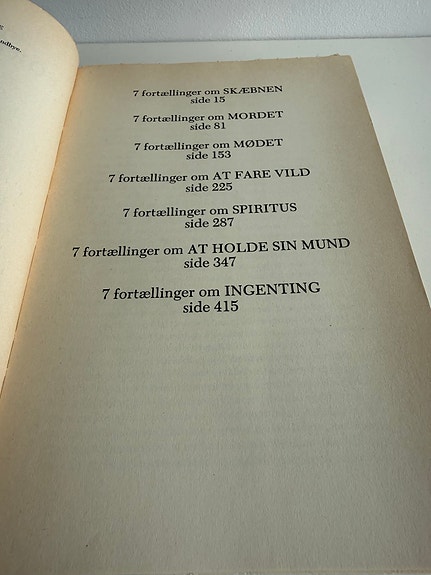 ndbye.
7 fortællinger om SKÆBNEN
side 15
7 fortællinger om MORDET
side 81
7 fortællinger om MØDET
side 153
7 fortællinger om AT FARE VILD
side 225
7 fortællinger om SPIRITUS
side 287
7 fortællinger om AT HOLDE SIN MUND
side 347
7 fortællinger om INGENTING
side 415